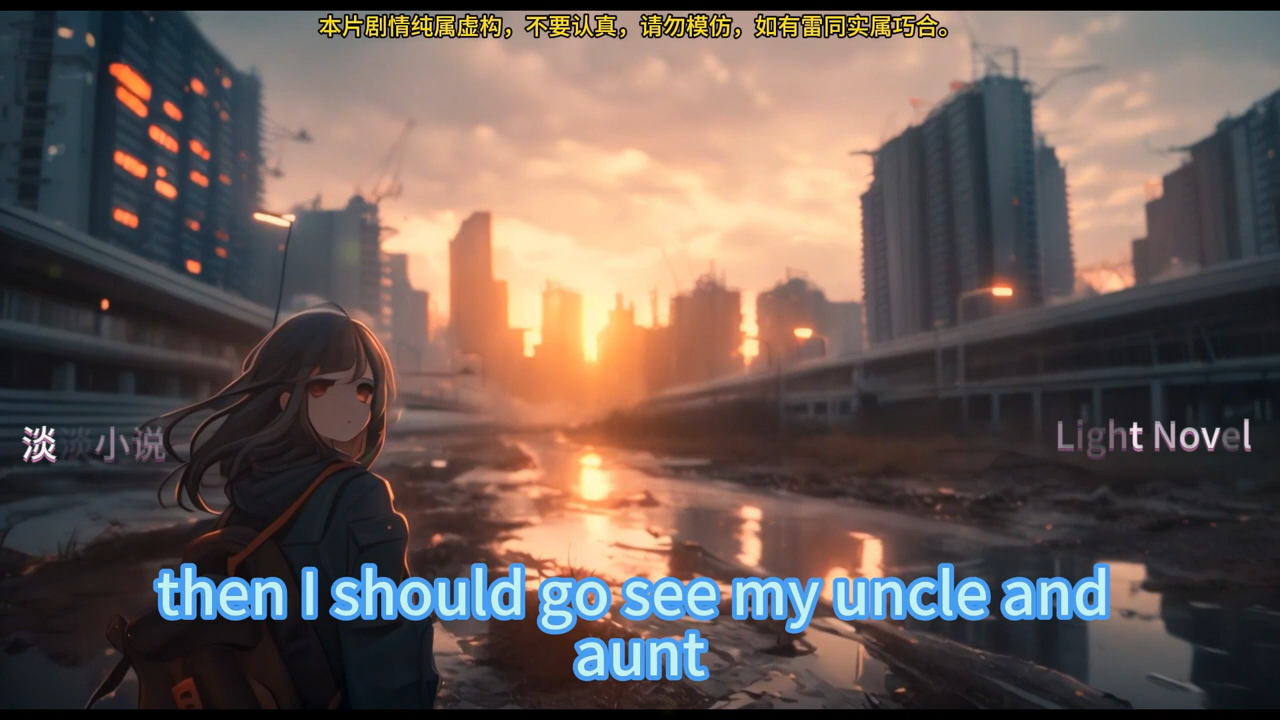 本片剧情纯属虚构，不要认真，请勿模仿，如有雷同实属巧合。
淡淡小说
Light Novel
then I should go see my uncle and
aunt